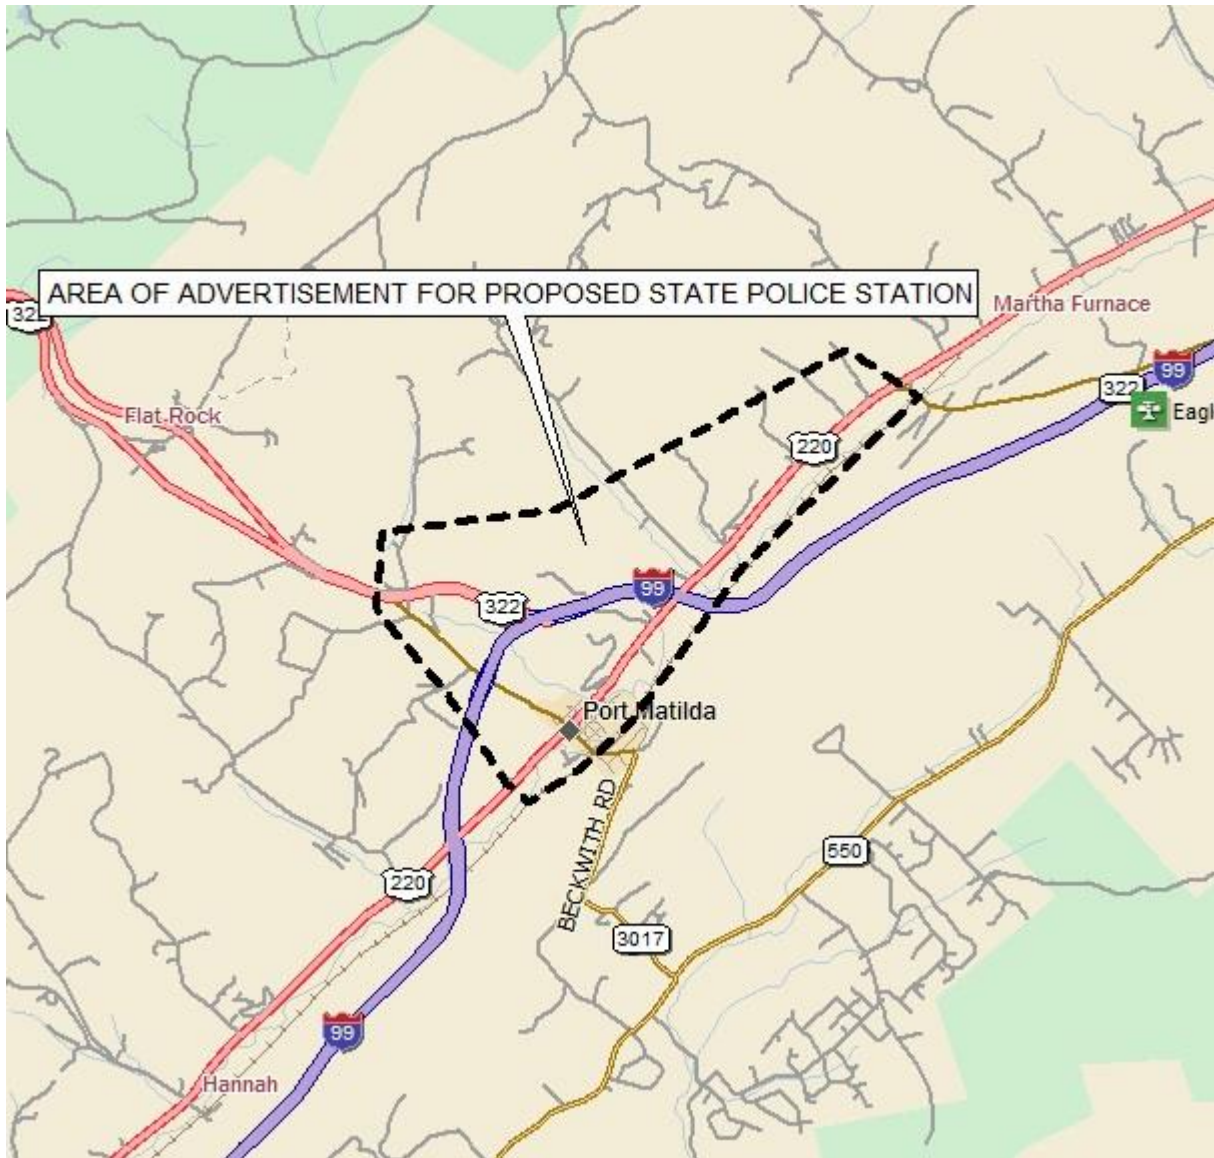 AREA OF ADVERTISEMENT FOR PROPOSED STATE POLICE STATION
322
Martha Furnace
99
322
Eagl
Flat Rock
220
99
322
Port Matilda
BECKWITH RD
550
220
3017
99
Hannah